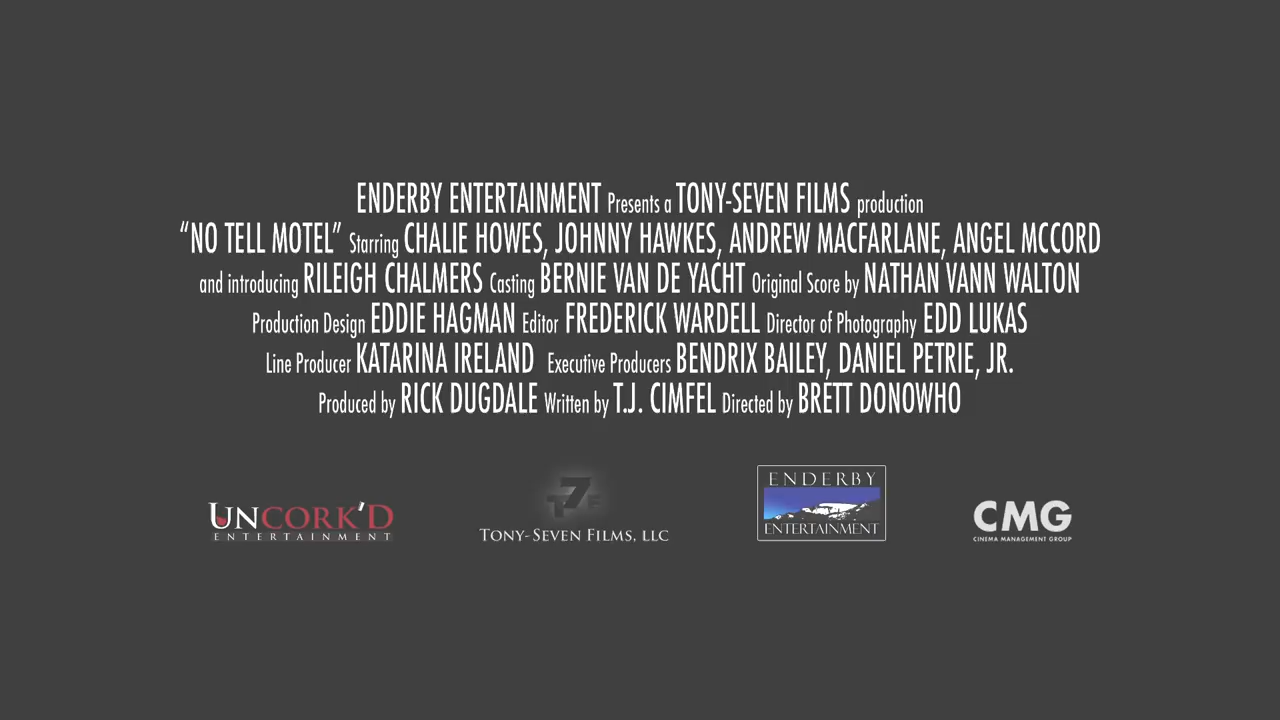 ENDERBY ENTERTAINMENT Presents a TONY-SEVEN FILMS production
“NO TELL MOTEL” Starring CHALIE HOWES, JOHNNY HAWKES, ANDREW MACFARLANE, ANGEL MCCORD
and introducing RILEIGH CHALMERS Casting BERNIE VAN DE YACHT Original Score by NATHAN VANN WALTON
Production Design EDDIE HAGMAN Editor FREDERICK WARDELL Director of Photography EDD LUKAS
Line Producer KATARINA IRELAND Executive Producers BENDRIX BAILEY, DANIEL PETRIE, JR.
Produced by RICK DUGDALE Written by T.J. CIMFEL Directed by BRETT DONOWHO
UNCORK'D
ENTERTAINMENT
T7F
TONY-SEVEN FILMS, LLC
ENDERBY
ENTERTAINMENT
CMG
CINEMA MANAGEMENT GROUP